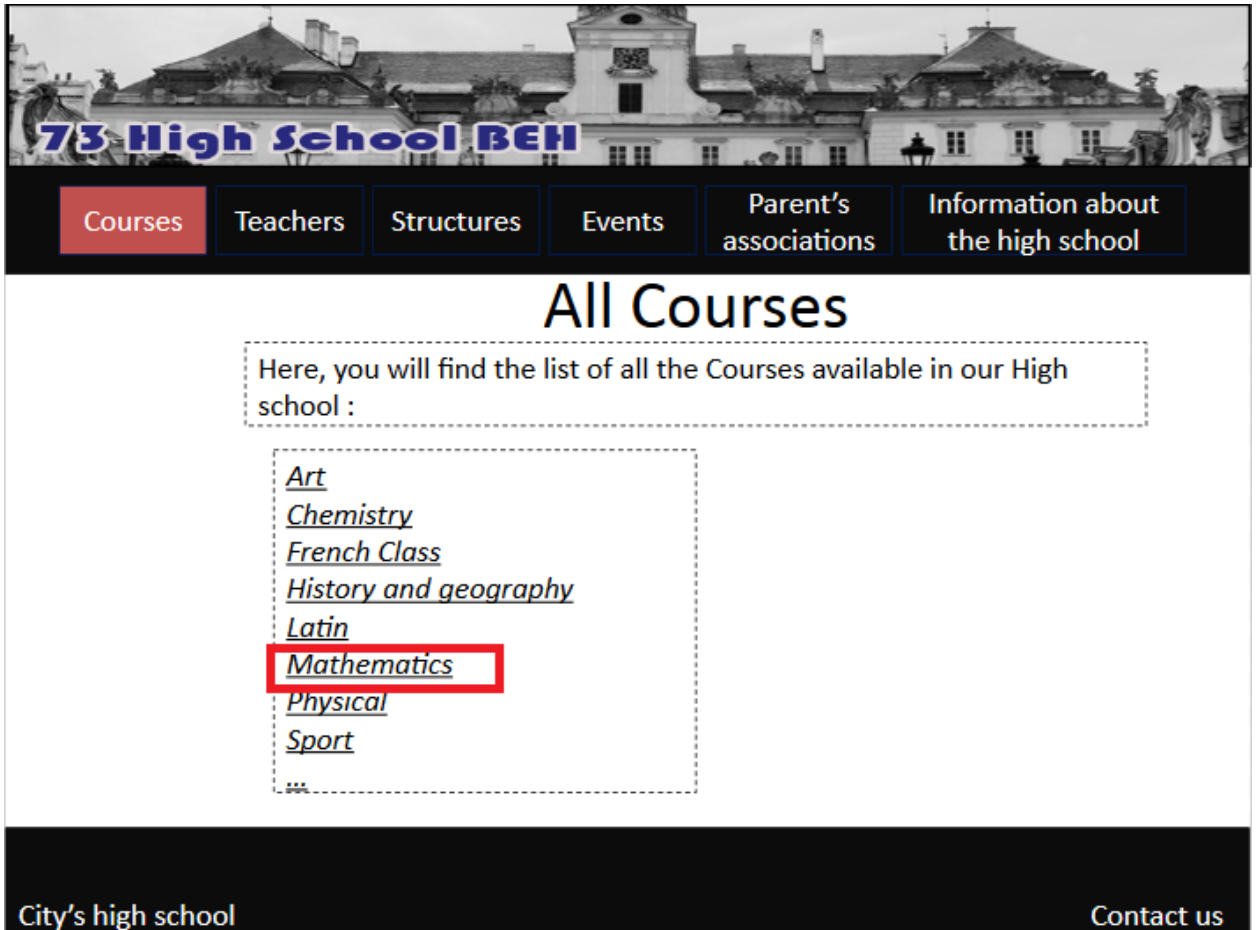 73 High School BEH
Courses
Teachers
Structures
Events
Parent's
associations
Information about
the high school
All Courses
Here, you will find the list of all the Courses available in our High
school :
Art
Chemistry
French Class
History and geography
Latin
Mathematics
Physical
Sport
...
City's high school
Contact us